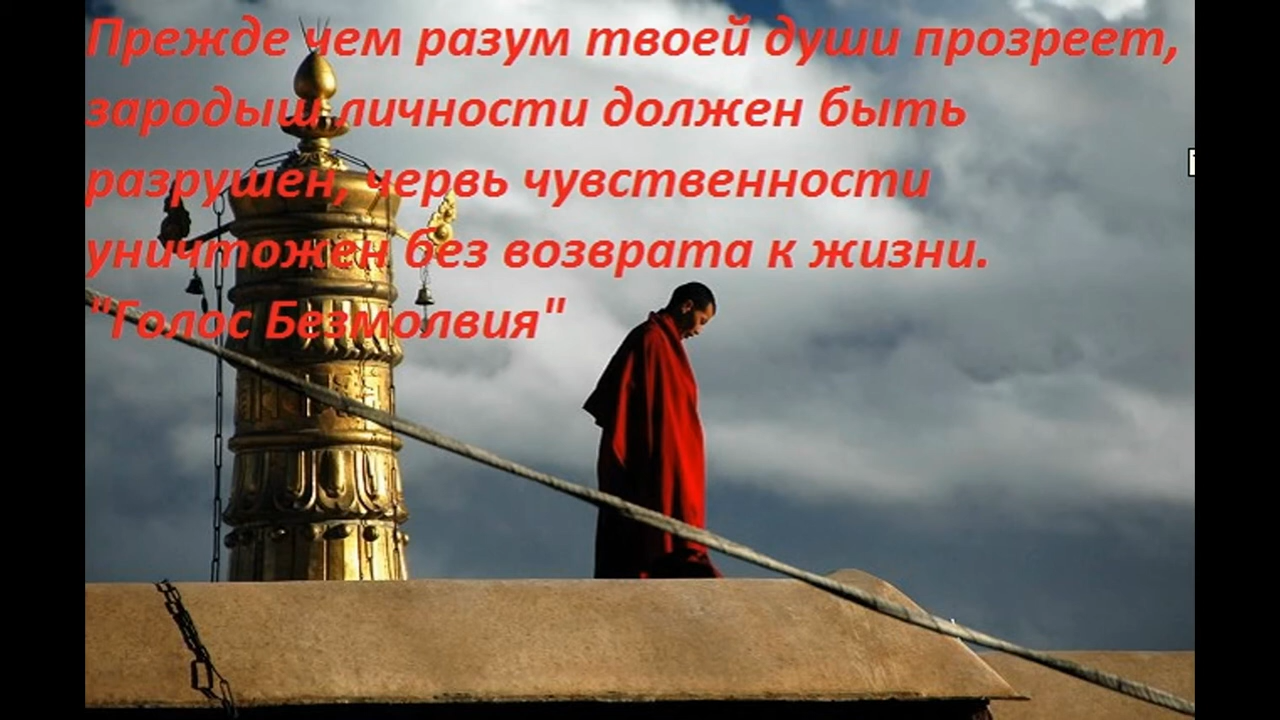 Прежде чем разум твоей души прозреет,
зародыш личности должен быть
разрушен, червь чувственности
уничтожен без возврата к жизни.
"Голос Безмолвия"